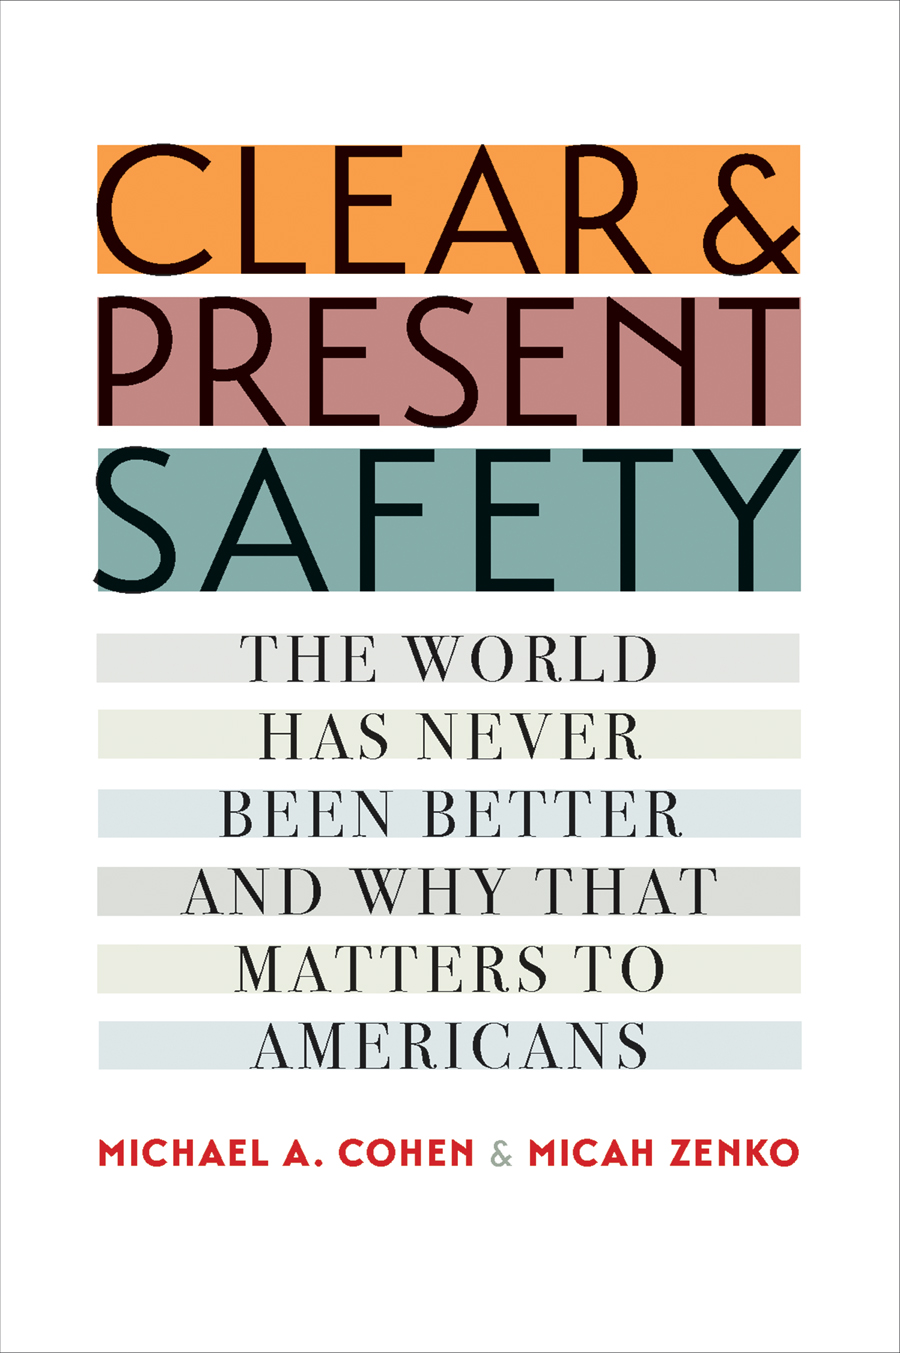 CLEAR &
PRESENT
SAFETY
THE WORLD
HAS NEVER
BEEN BETTER
AND WHY THAT
MATTERS TO
AMERICANS
MICHAEL A. COHEN & MICAH ZENKO